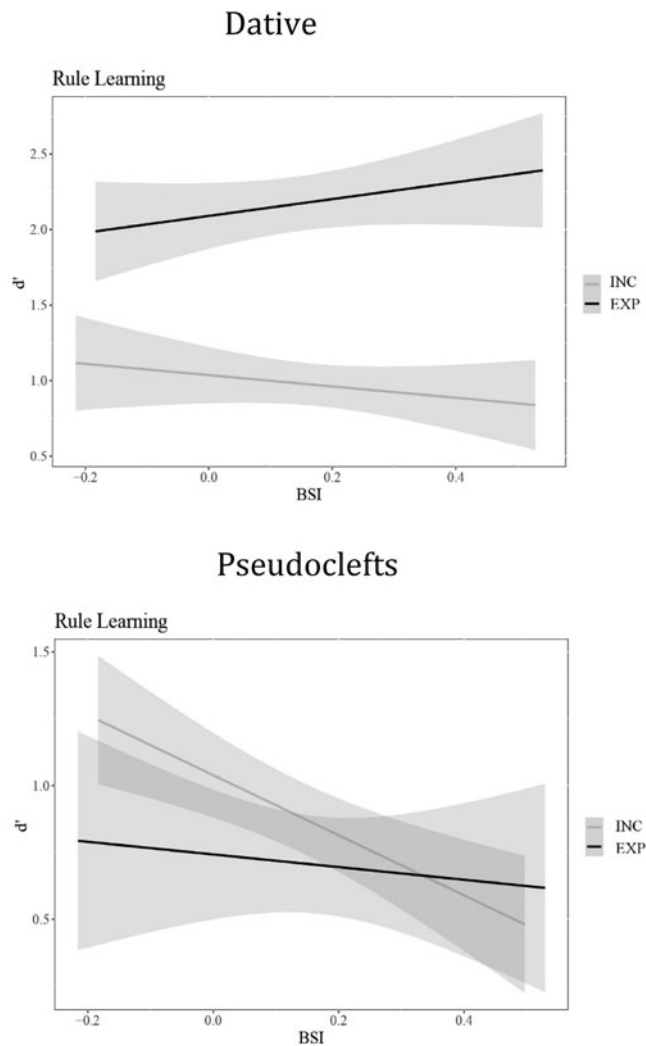 Dative
Rule Learning
2.5
2.0
1.5
1.0
0.5
d'
−0.2
0.0
0.2
0.4
BSI
INC
EXP
Pseudoclefts
Rule Learning
1.5
1.0
0.5
d'
−0.2
0.0
0.2
0.4
BSI
INC
EXP